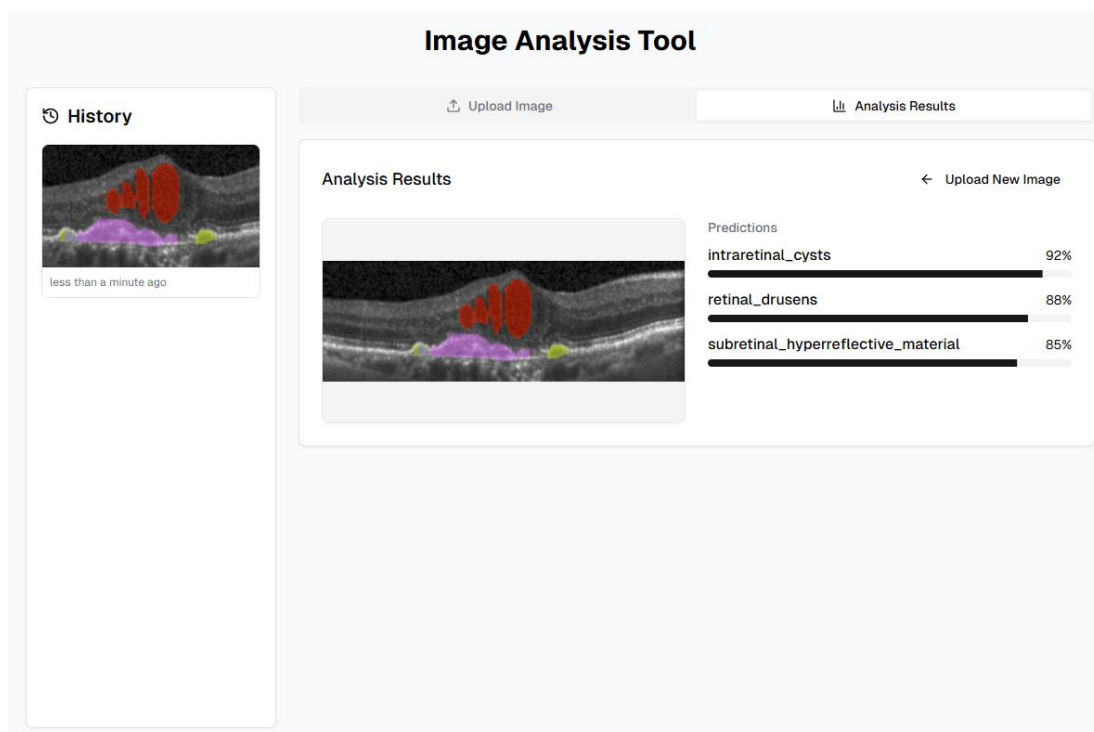 Image Analysis Tool
History
less than a minute ago
Upload Image
Analysis Results
Analysis Results
Upload New Image
Predictions
intraretinal_cysts 92%
retinal_drusens 88%
subretinal_hyperreflective_material 85%